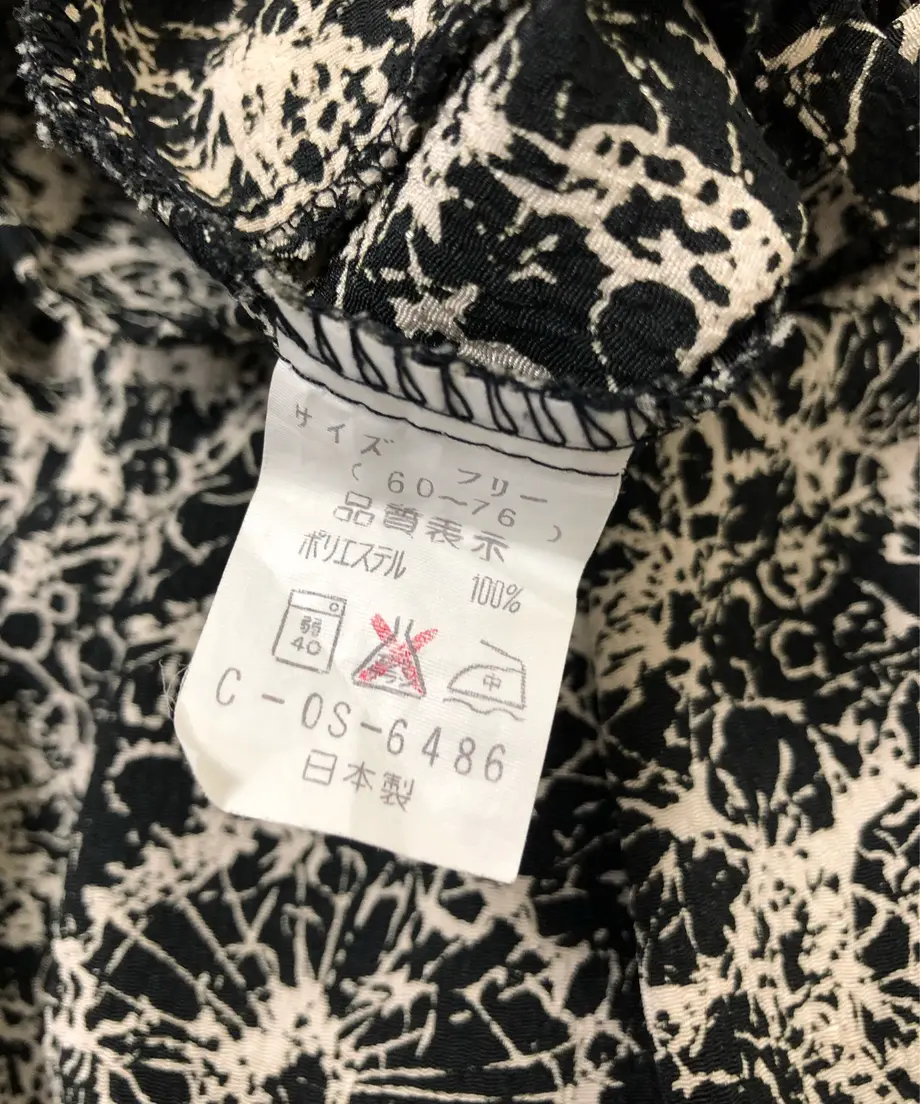 サイズ フリー
( 60〜76 )
品質表示
ポリエステル 100%
弱
40
中
C-OS-6486
日本製